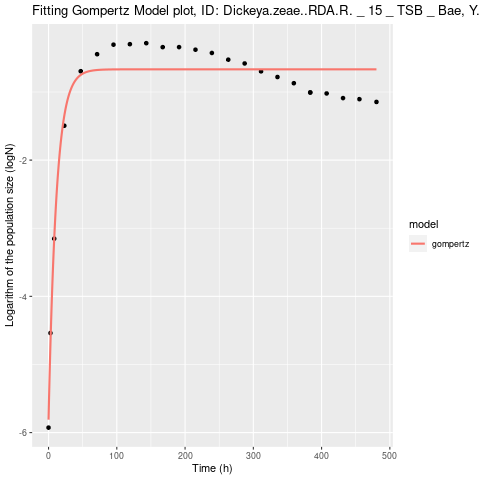 Fitting Gompertz Model plot, ID: Dickeya.zeae..RDA.R. _ 15 _ TSB _ Bae, Y.
Logarithm of the population size (logN)
-2
-4
-6
0 100 200 300 400 500
Time (h)
model
gompertz